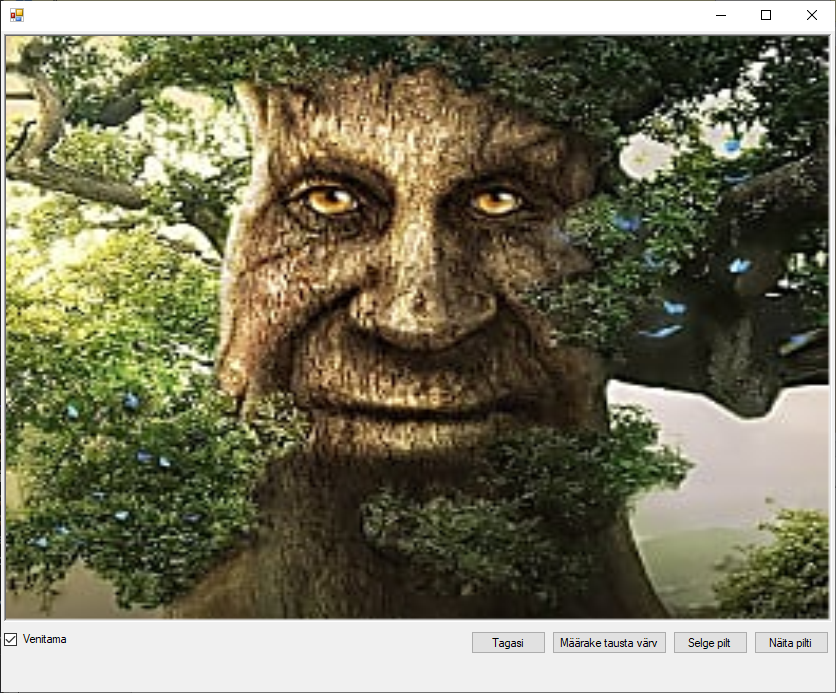 Venitama
Tagasi
Määrake tausta värv
Selge pilt
Näita pilti